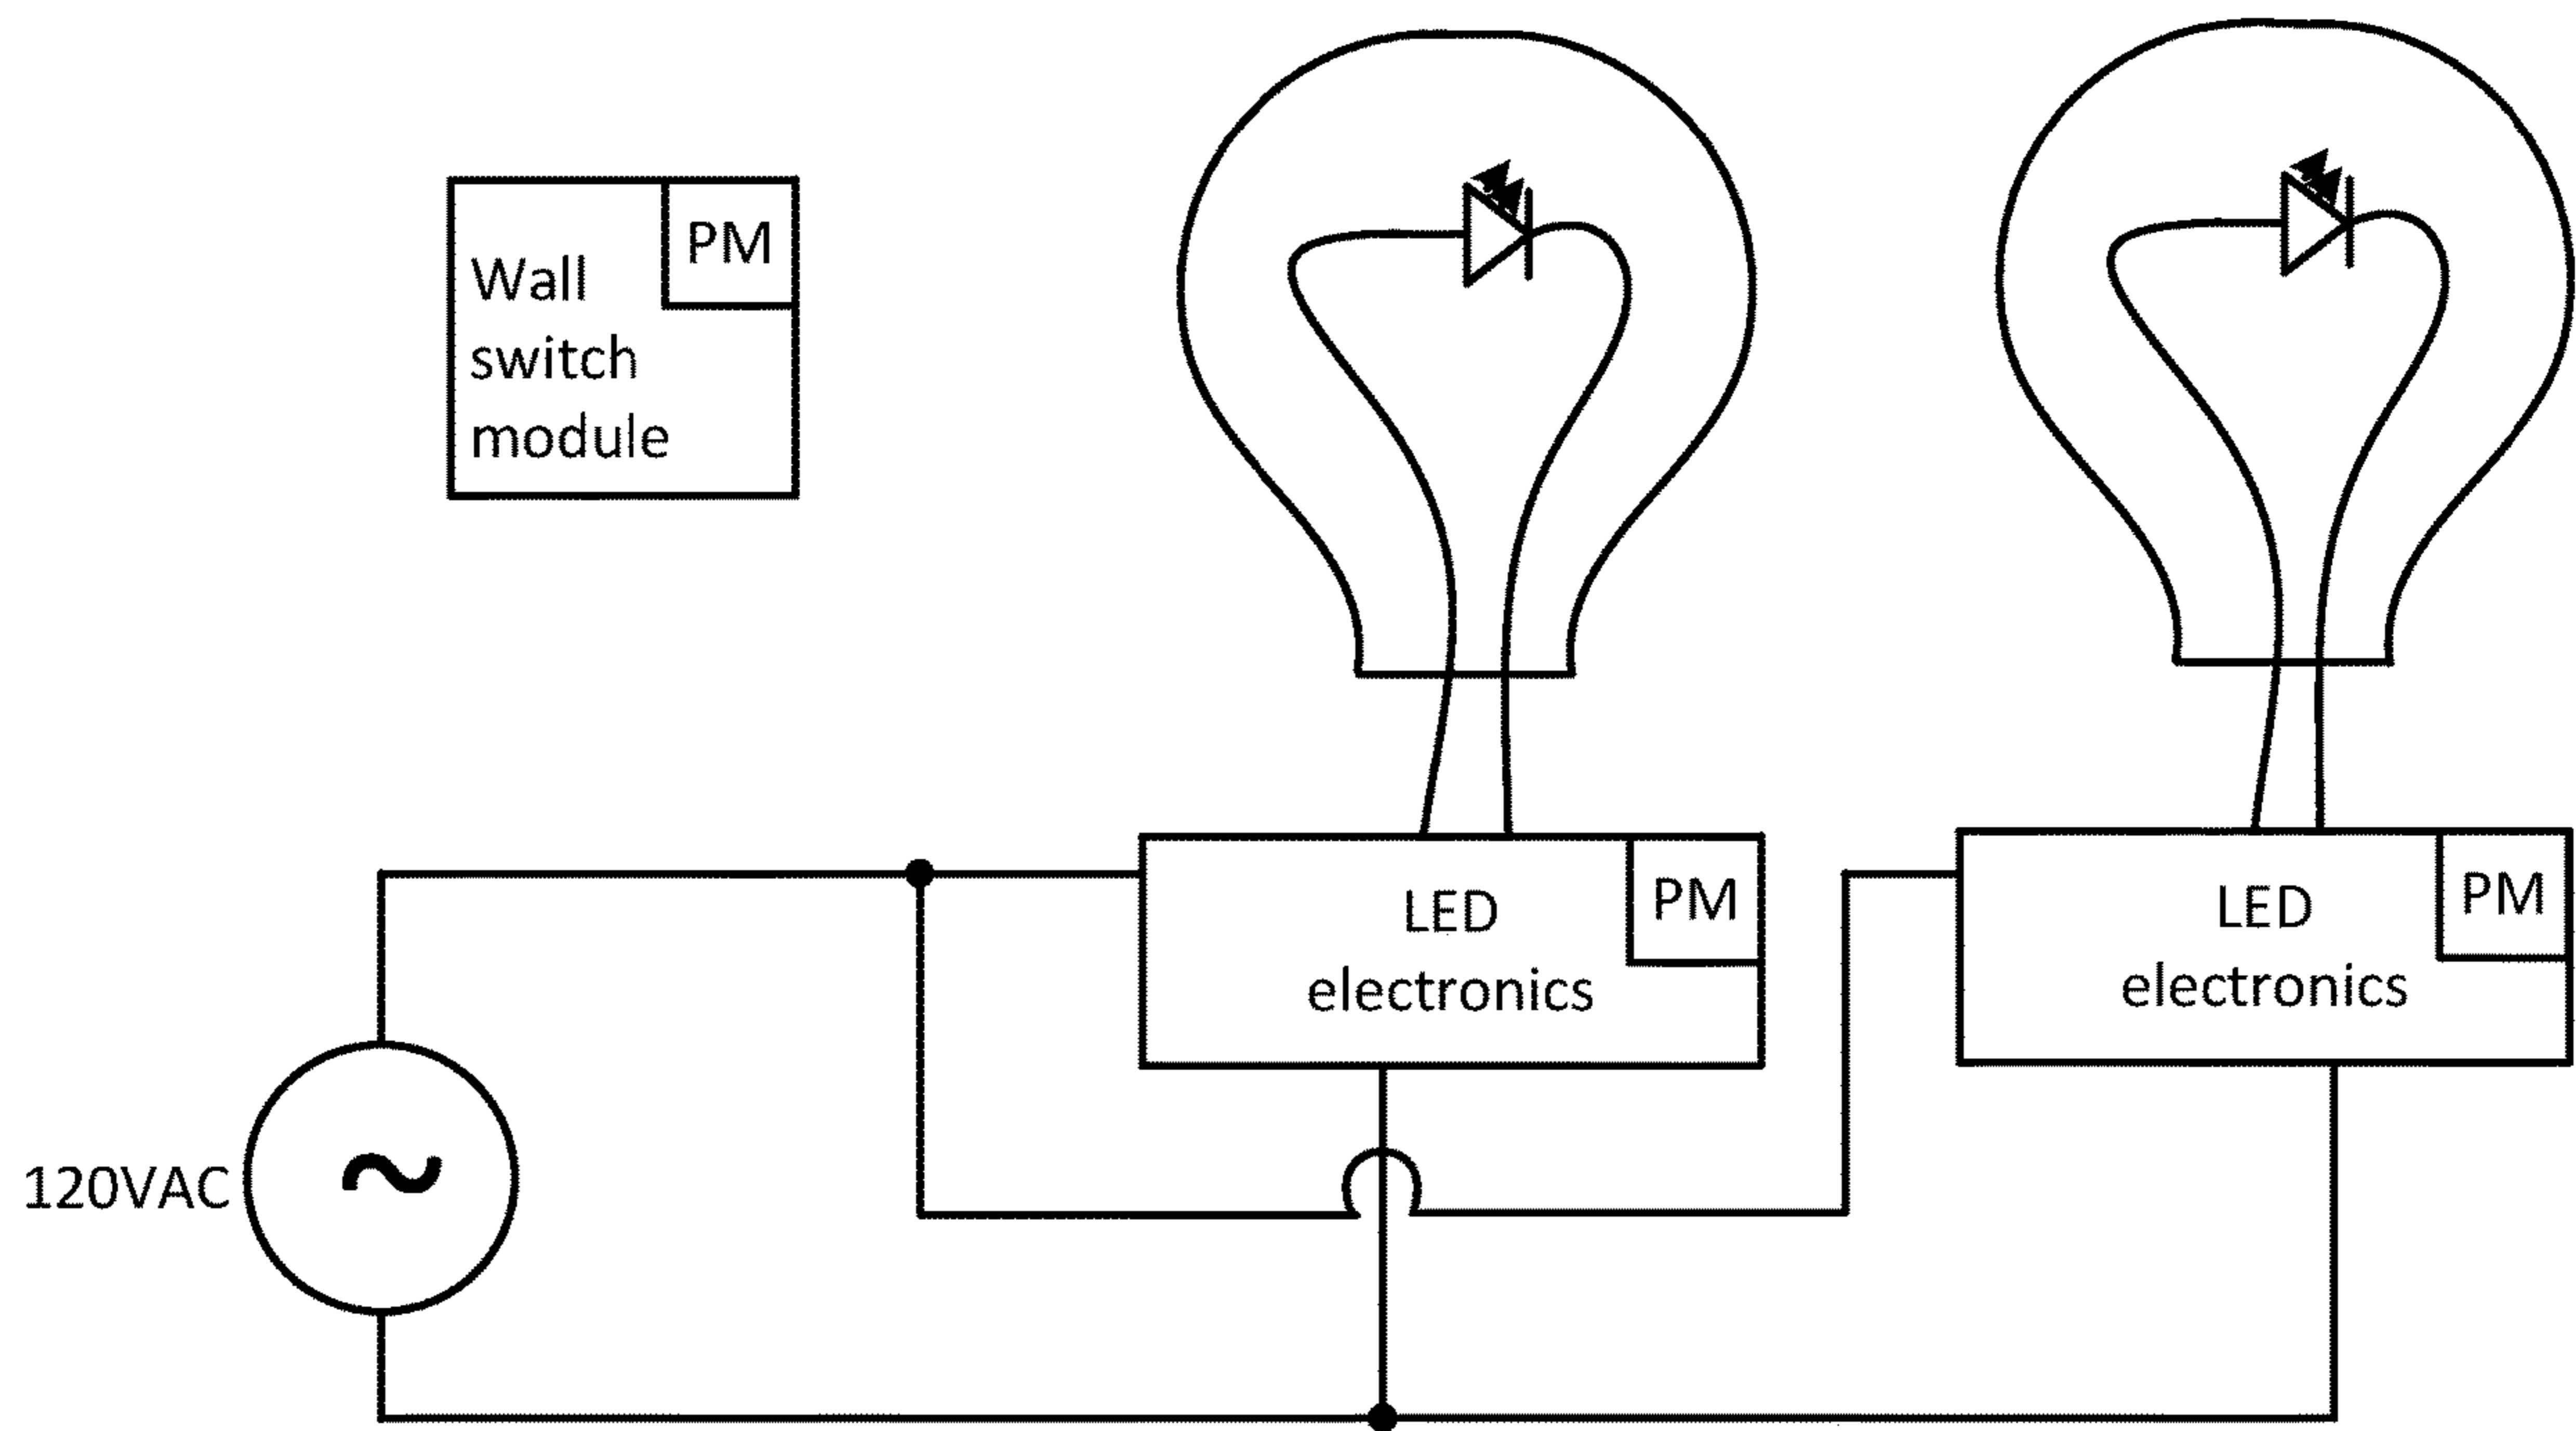 PM
Wall
switch
module
LED
electronics
PM
LED
electronics
PM
120VAC
~